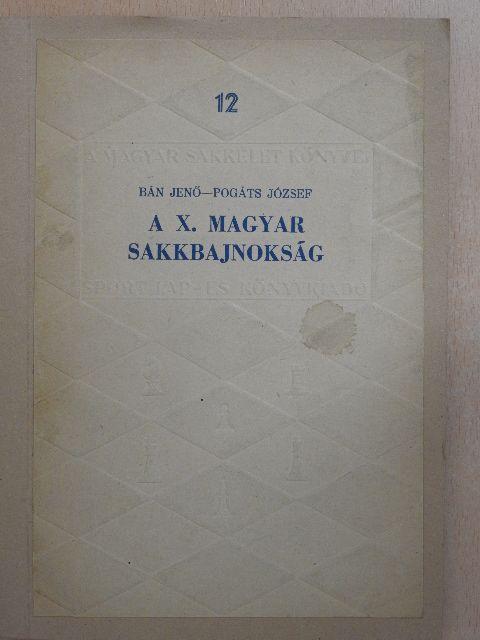 12
A MAGYAR SAKKÉLET KÖNYVEI
BÁN JENŐ—POGÁTS JÓZSEF
A X. MAGYAR
SAKKBAJNOKSÁG
SPORT LAP- ÉS KÖNYVKIADÓ